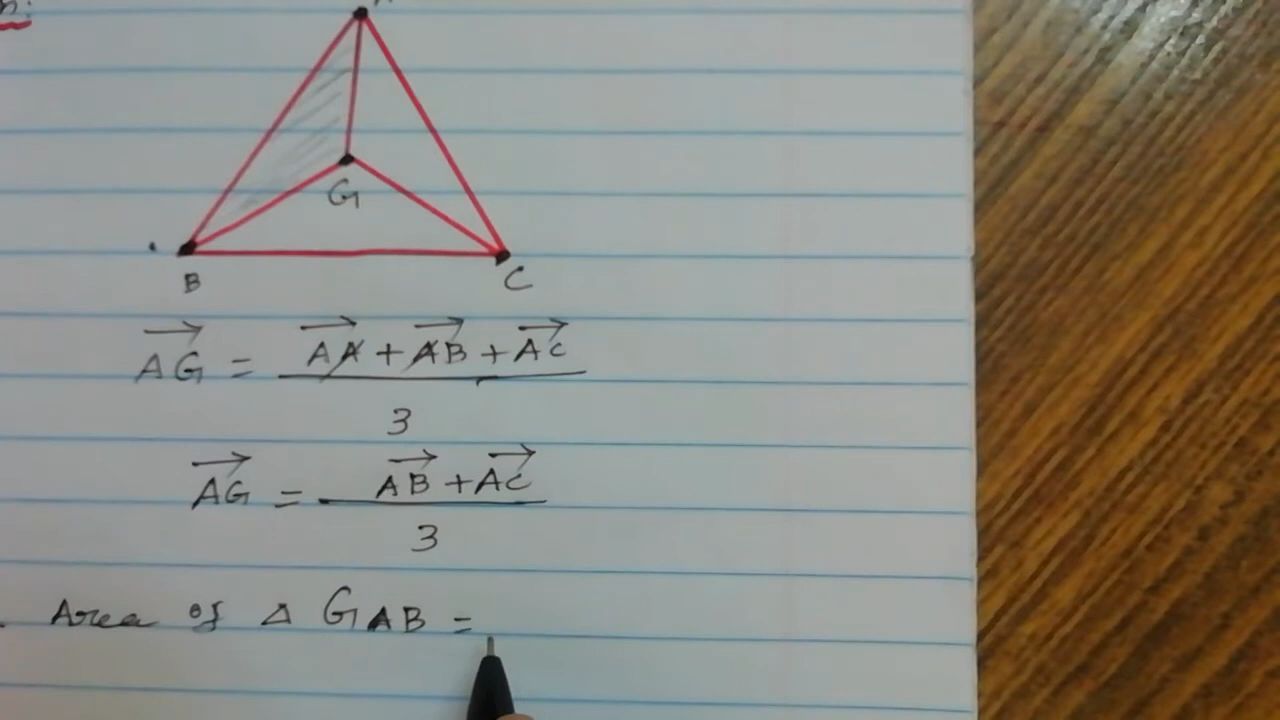 G
B
C
AG = AA + AB + AC
3
AG = AB + AC
3
Area of △ GAB =